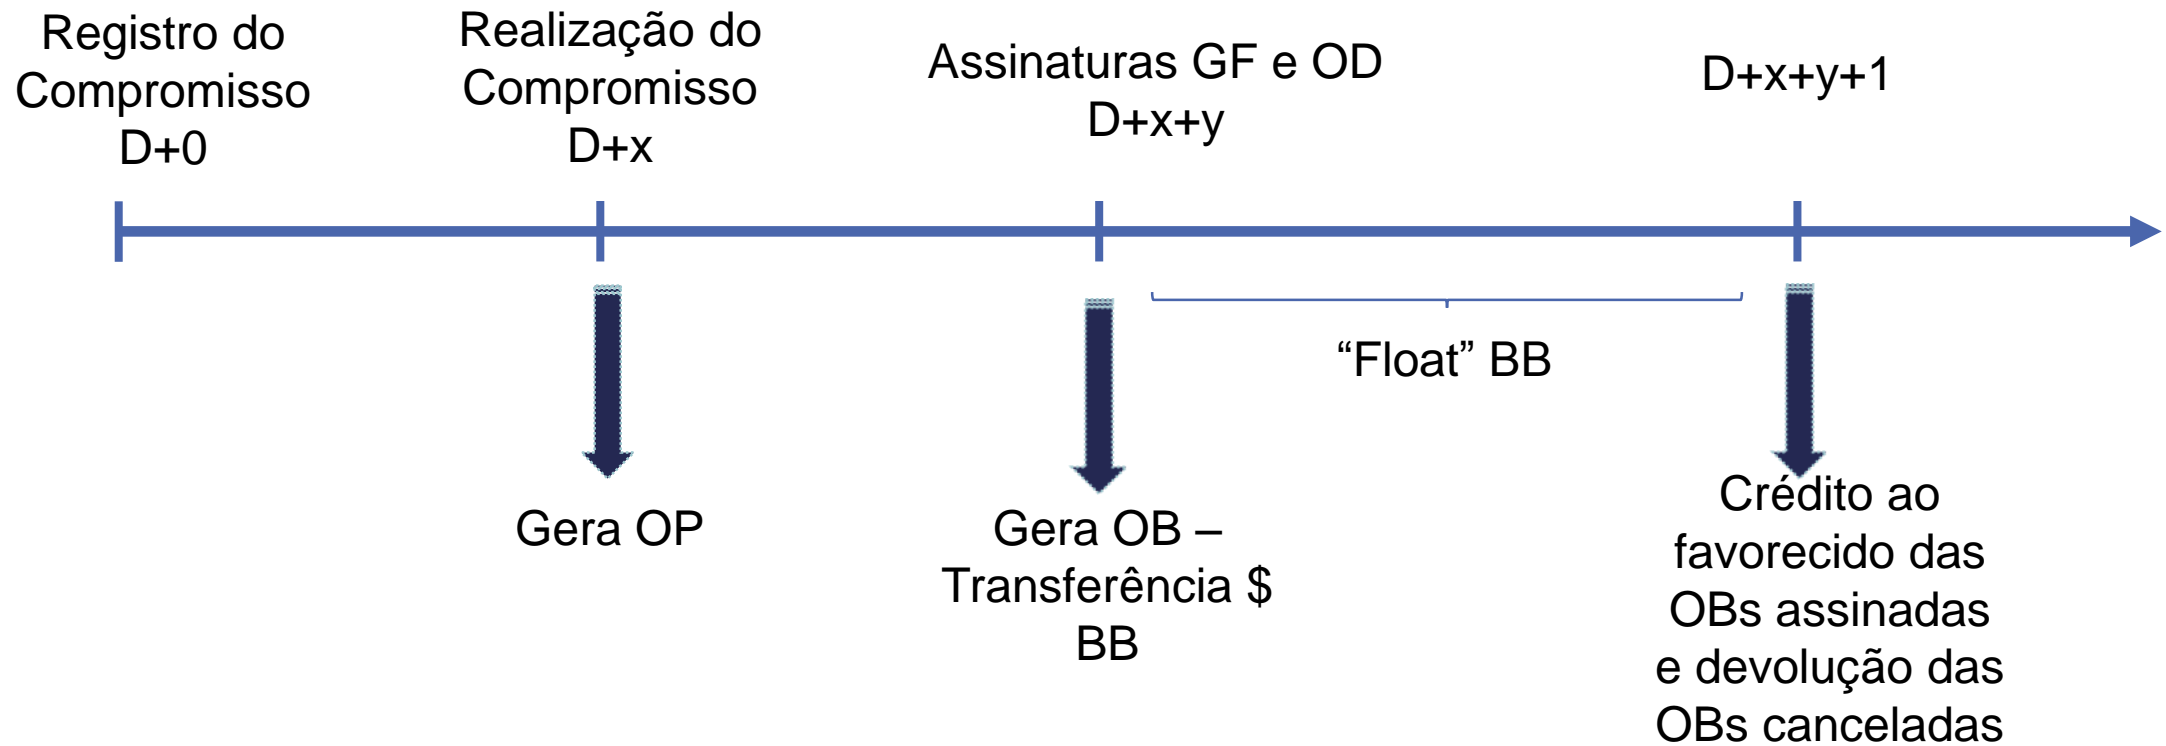 Registro do
Compromisso
D+0
Realização do
Compromisso
D+x
Assinaturas GF e OD
D+x+y
D+x+y+1
“Float” BB
Gera OP
Gera OB –
Transferência $
BB
Crédito ao
favorecido das
OBs assinadas
e devolução das
OBs canceladas